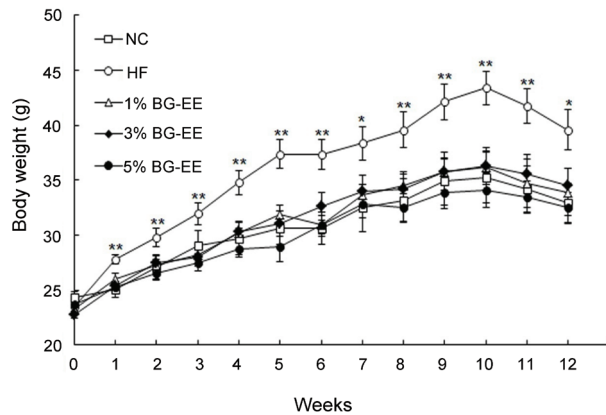 50
45
40
35
30
25
20
Body weight (g)
NC
HF
1% BG-EE
3% BG-EE
5% BG-EE
** ** ** ** ** ** * ** ** ** ** *
0 1 2 3 4 5 6 7 8 9 10 11 12
Weeks